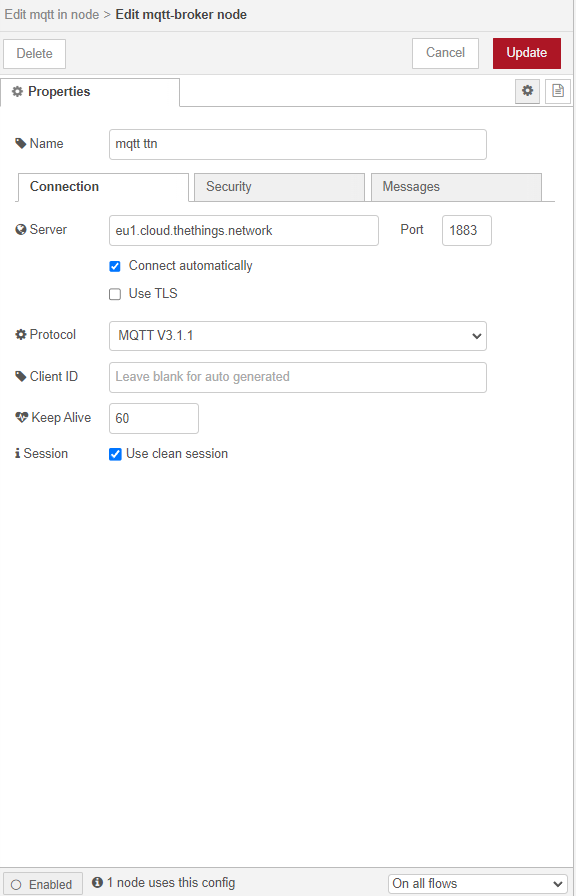 Edit mqtt in node > Edit mqtt-broker node
Delete Cancel Update
Properties
Name mqtt ttn
Connection Security Messages
Server eu1.cloud.thethings.network Port 1883
Connect automatically
Use TLS
Protocol MQTT V3.1.1
Client ID Leave blank for auto generated
Keep Alive 60
Session Use clean session
Enabled 1 node uses this config On all flows